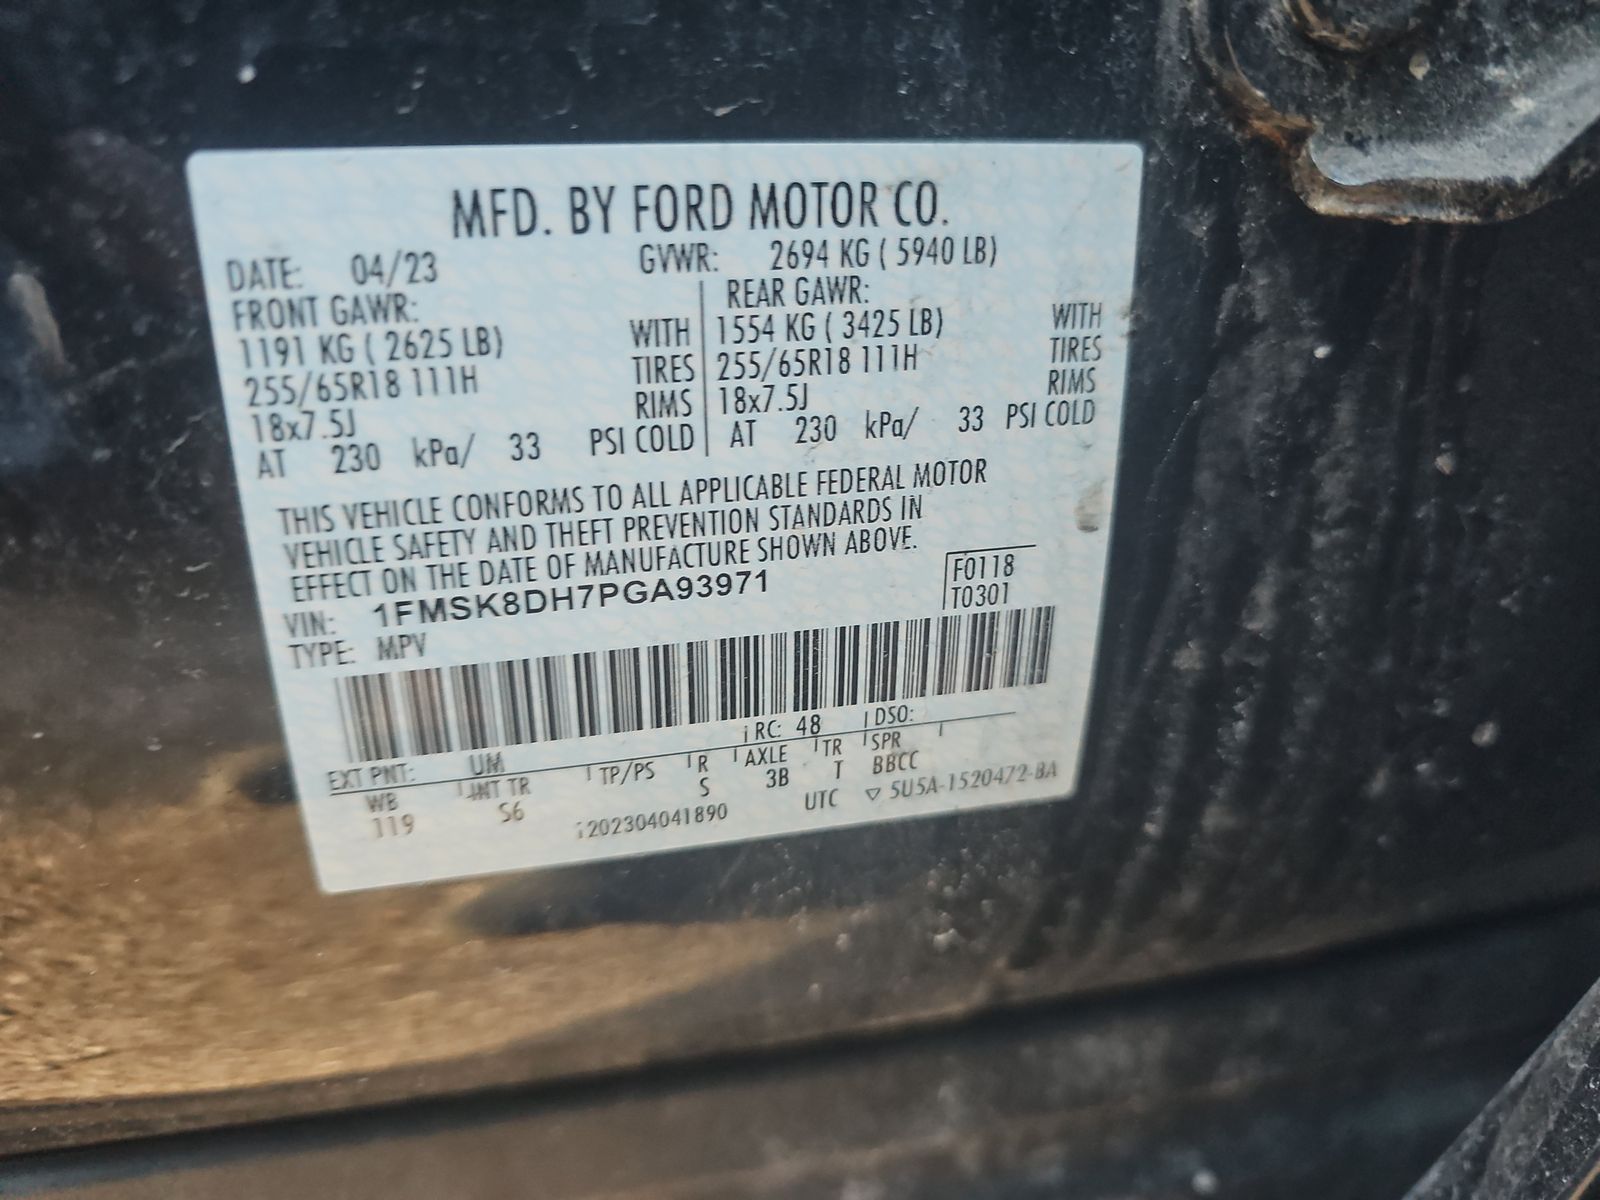 MFD. BY FORD MOTOR CO.
DATE: 04/23 GVWR: 2694 KG ( 5940 LB)
FRONT GAWR: REAR GAWR:
1191 KG ( 2625 LB) WITH 1554 KG ( 3425 LB) WITH
255/65R18 111H TIRES 255/65R18 111H TIRES
18x7.5J RIMS 18x7.5J RIMS
AT 230 kPa/ 33 PSI COLD AT 230 kPa/ 33 PSI COLD
THIS VEHICLE CONFORMS TO ALL APPLICABLE FEDERAL MOTOR
VEHICLE SAFETY AND THEFT PREVENTION STANDARDS IN
EFFECT ON THE DATE OF MANUFACTURE SHOWN ABOVE.
VIN: 1FMSK8DH7PGA93971 F0118
TYPE: MPV T0301
EXT PNT: UM RC: 48 DSO:
WB INT TR TP/PS R AXLE TR SPR
119 S6 S 3B T BBCC
202304041890 UTC ▽ 5U5A-1520472-BA